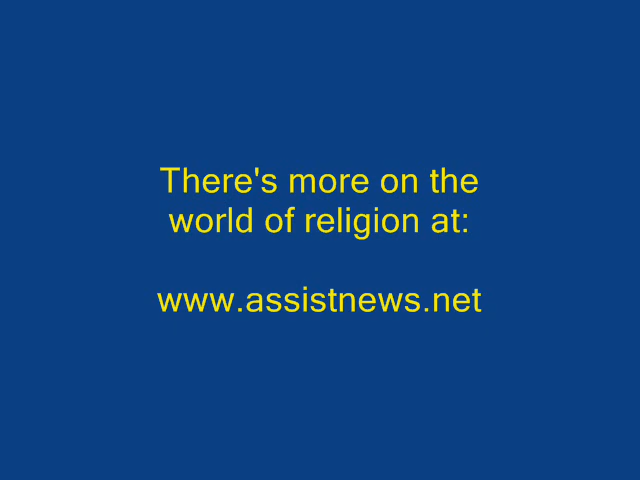 There's more on the
world of religion at:
www.assistnews.net